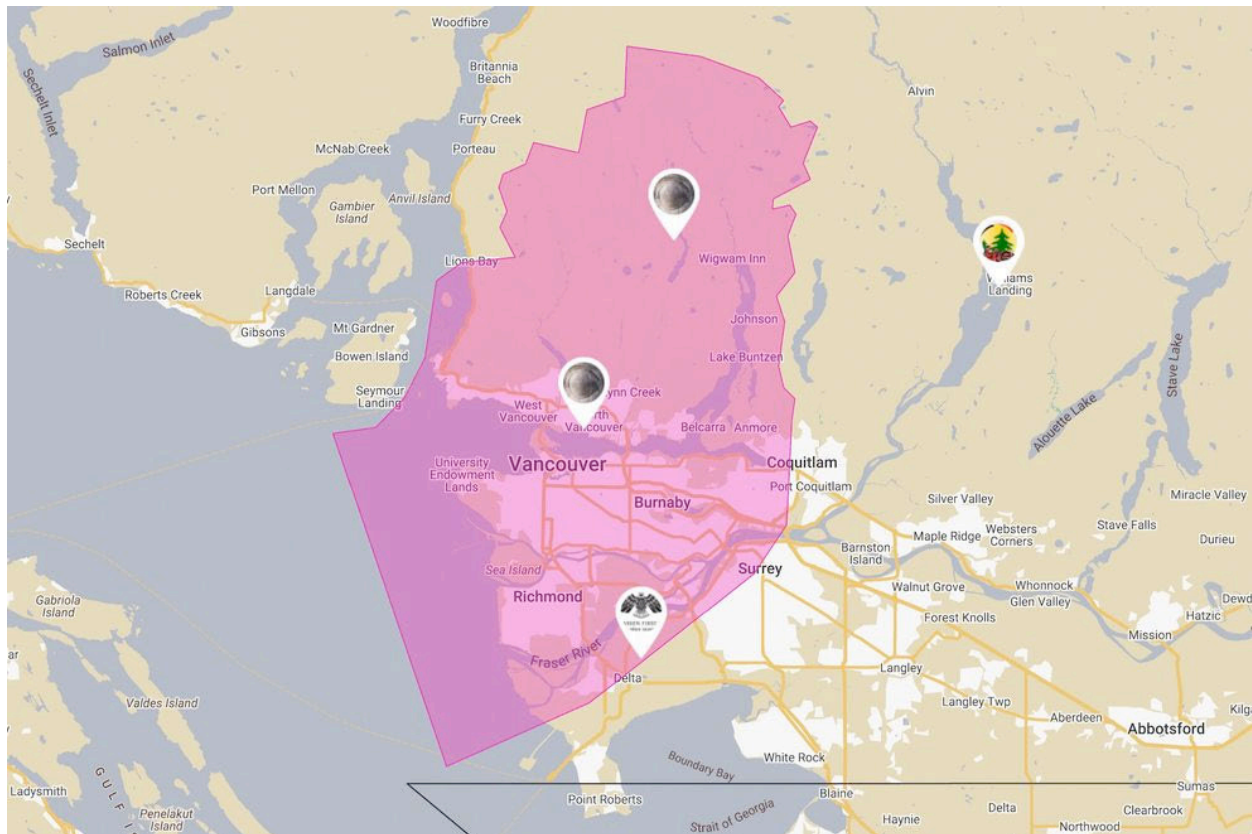 Woodfibre
Salmon Inlet
Sechelt Inlet
Britannia
Beach
Alvin
Furry Creek
McNab Creek
Porteau
Port Mellon
Anvil Island
Gambier
Island
Sechelt
Lions Bay
Wigwam Inn
Landing
Roberts Creek
Langdale
Gibsons
Mt Gardner
Johnson
Bowen Island
Lake Buntzen
Stave Lake
Seymour
Landing
West
Vancouver
Vancouver
Belcarra
Anmore
Alouette Lake
Vancouver
University
Endowment
Lands
Coquitlam
Port Coquitlam
Burnaby
Silver Valley
Miracle Valley
Maple Ridge
Websters
Corners
Stave Falls
Durieu
Barnston
Island
Sea Island
Surrey
Richmond
Walnut Grove
Whonnock
Glen Valley
Gabriola
Island
Forest Knolls
Hatzic
Mission
Fraser River
Langley
Delta
Langley Twp
Valdes Island
Aberdeen
Abbotsford
White Rock
Boundary Bay
GULF
Ladysmith
Penelakut
Island
Point Roberts
Blaine
Sumas
Strait of Georgia
Haynie
Delta
Clearbrook
Northwood